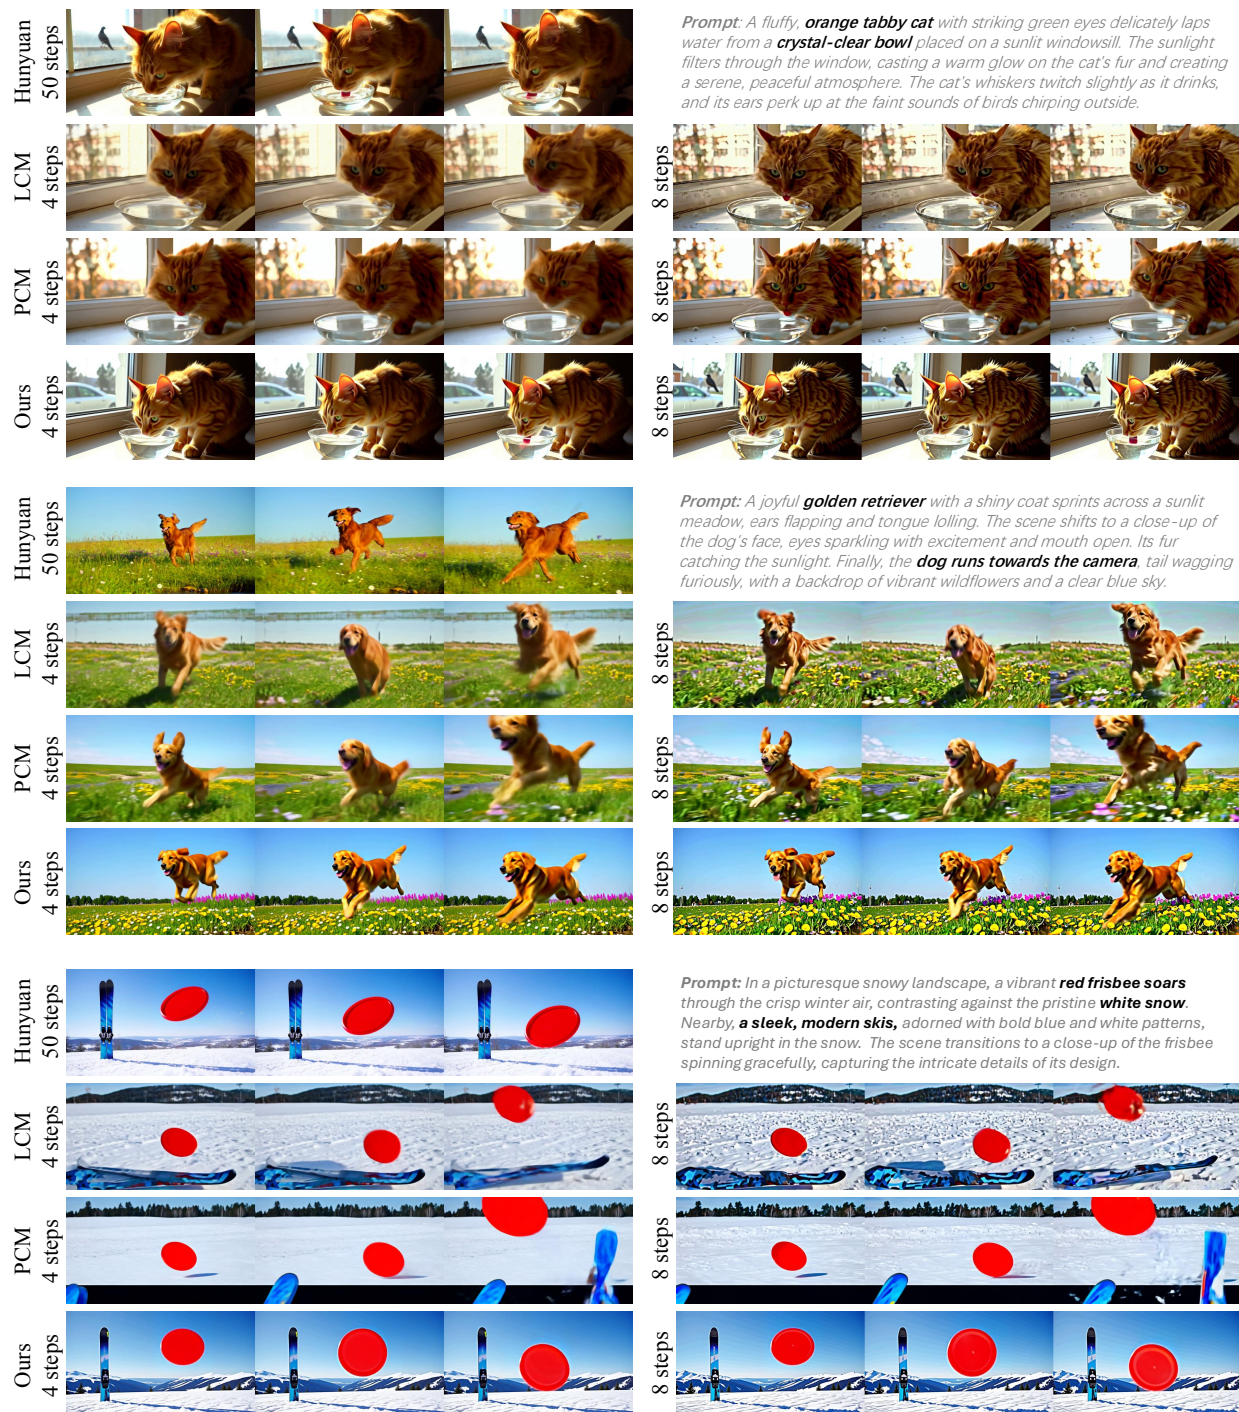 Hunyuan
50 steps
Prompt: A fluffy, orange tabby cat with striking green eyes delicately laps
water from a crystal-clear bowl placed on a sunlit windowsill. The sunlight
filters through the window, casting a warm glow on the cat's fur and creating
a serene, peaceful atmosphere. The cat's whiskers twitch slightly as it drinks,
and its ears perk up at the faint sounds of birds chirping outside.
LCM
4 steps
8 steps
PCM
4 steps
8 steps
Ours
4 steps
8 steps
Hunyuan
50 steps
Prompt: A joyful golden retriever with a shiny coat sprints across a sunlit
meadow, ears flapping and tongue lolling. The scene shifts to a close-up of
the dog's face, eyes sparkling with excitement and mouth open. Its fur
catching the sunlight. Finally, the dog runs towards the camera, tail wagging
furiously, with a backdrop of vibrant wildflowers and a clear blue sky.
LCM
4 steps
8 steps
PCM
4 steps
8 steps
Ours
4 steps
8 steps
Hunyuan
50 steps
Prompt: In a picturesque snowy landscape, a vibrant red frisbee soars
through the crisp winter air, contrasting against the pristine white snow.
Nearby, a sleek, modern skis, adorned with bold blue and white patterns,
stand upright in the snow. The scene transitions to a close-up of the frisbee
spinning gracefully, capturing the intricate details of its design.
LCM
4 steps
8 steps
PCM
4 steps
8 steps
Ours
4 steps
8 steps